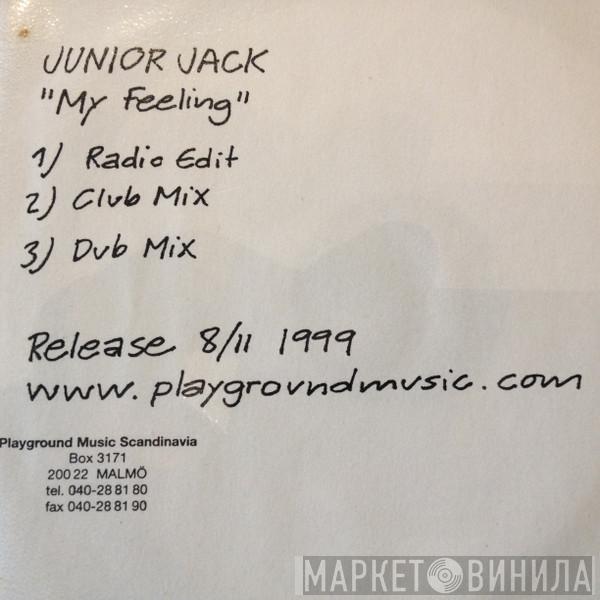 JUNIOR JACK
"My Feeling"
1) Radio Edit
2) Club Mix
3) Dub Mix
Release 8/11 1999
www.playgroundmusic.com
Playground Music Scandinavia
Box 3171
200 22 MALMÖ
tel. 040-28 81 80
fax 040-28 81 90
МАРКЕТ ВИНИЛА